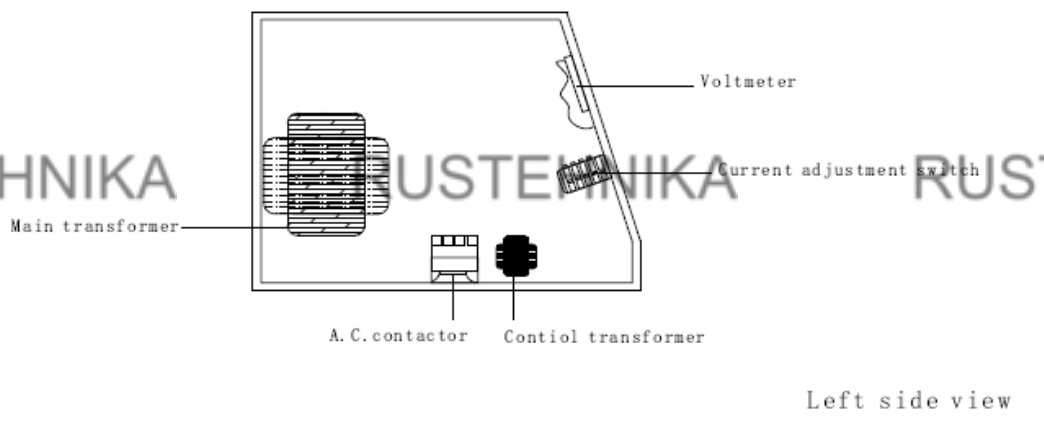 Voltmeter
HNIKA RUSTEHNIKA RUST
Current adjustment switch
Main transformer
A.C.contactor Contiol transformer
Left side view